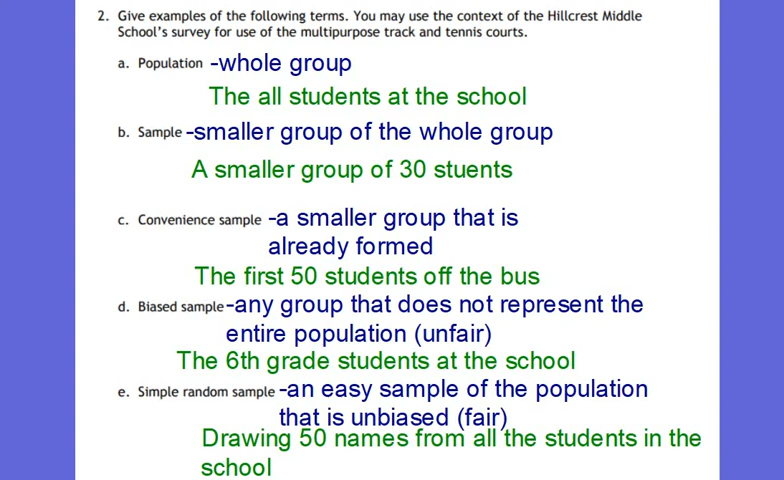 2. Give examples of the following terms. You may use the context of the Hillcrest Middle
School's survey for use of the multipurpose track and tennis courts.
a. Population -whole group
The all students at the school
b. Sample -smaller group of the whole group
A smaller group of 30 stuents
c. Convenience sample -a smaller group that is
already formed
The first 50 students off the bus
d. Biased sample -any group that does not represent the
entire population (unfair)
The 6th grade students at the school
e. Simple random sample -an easy sample of the population
that is unbiased (fair)
Drawing 50 names from all the students in the
school